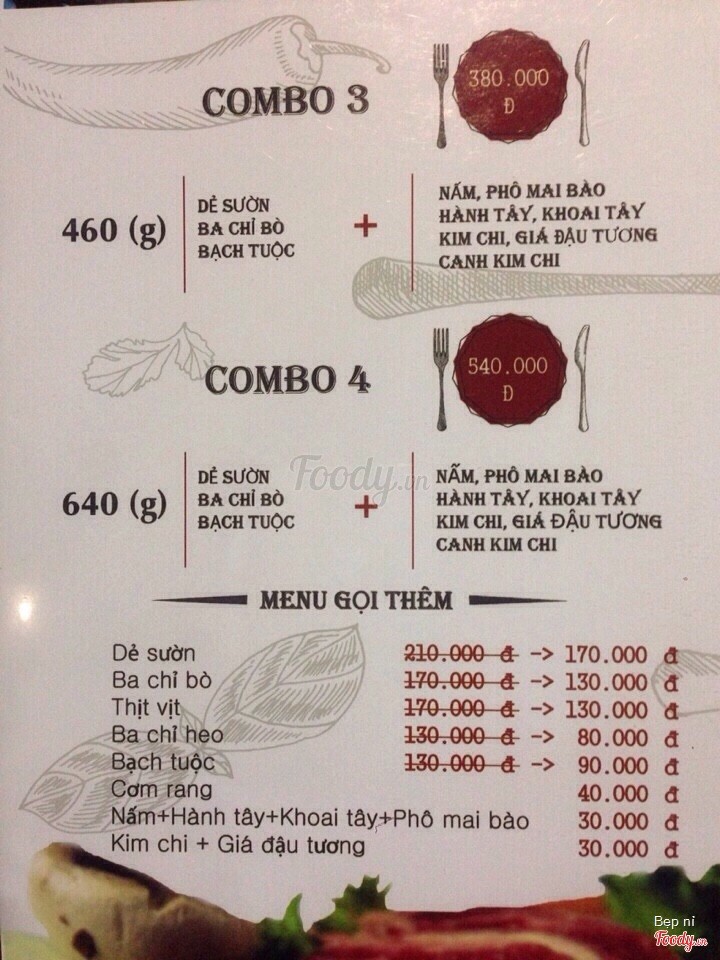 COMBO 3
380.000
Đ
460 (g)
DẺ SƯỜN
BA CHỈ BÒ
BẠCH TUỘC
+
NẤM, PHÔ MAI BÀO
HÀNH TÂY, KHOAI TÂY
KIM CHI, GIÁ ĐẬU TƯƠNG
CANH KIM CHI
COMBO 4
540.000
Đ
640 (g)
DẺ SƯỜN
BA CHỈ BÒ
BẠCH TUỘC
+
NẤM, PHÔ MAI BÀO
HÀNH TÂY, KHOAI TÂY
KIM CHI, GIÁ ĐẬU TƯƠNG
CANH KIM CHI
Foody.vn
MENU GỌI THÊM
Dẻ sườn 210.000 đ -> 170.000 đ
Ba chỉ bò 170.000 đ -> 130.000 đ
Thịt vịt 170.000 đ -> 130.000 đ
Ba chỉ heo 130.000 đ -> 80.000 đ
Bạch tuộc 130.000 đ -> 90.000 đ
Cơm rang 40.000 đ
Nấm+Hành tây+Khoai tây+Phô mai bào 30.000 đ
Kim chi + Giá đậu tương 30.000 đ
Bep ni
Foody.vn